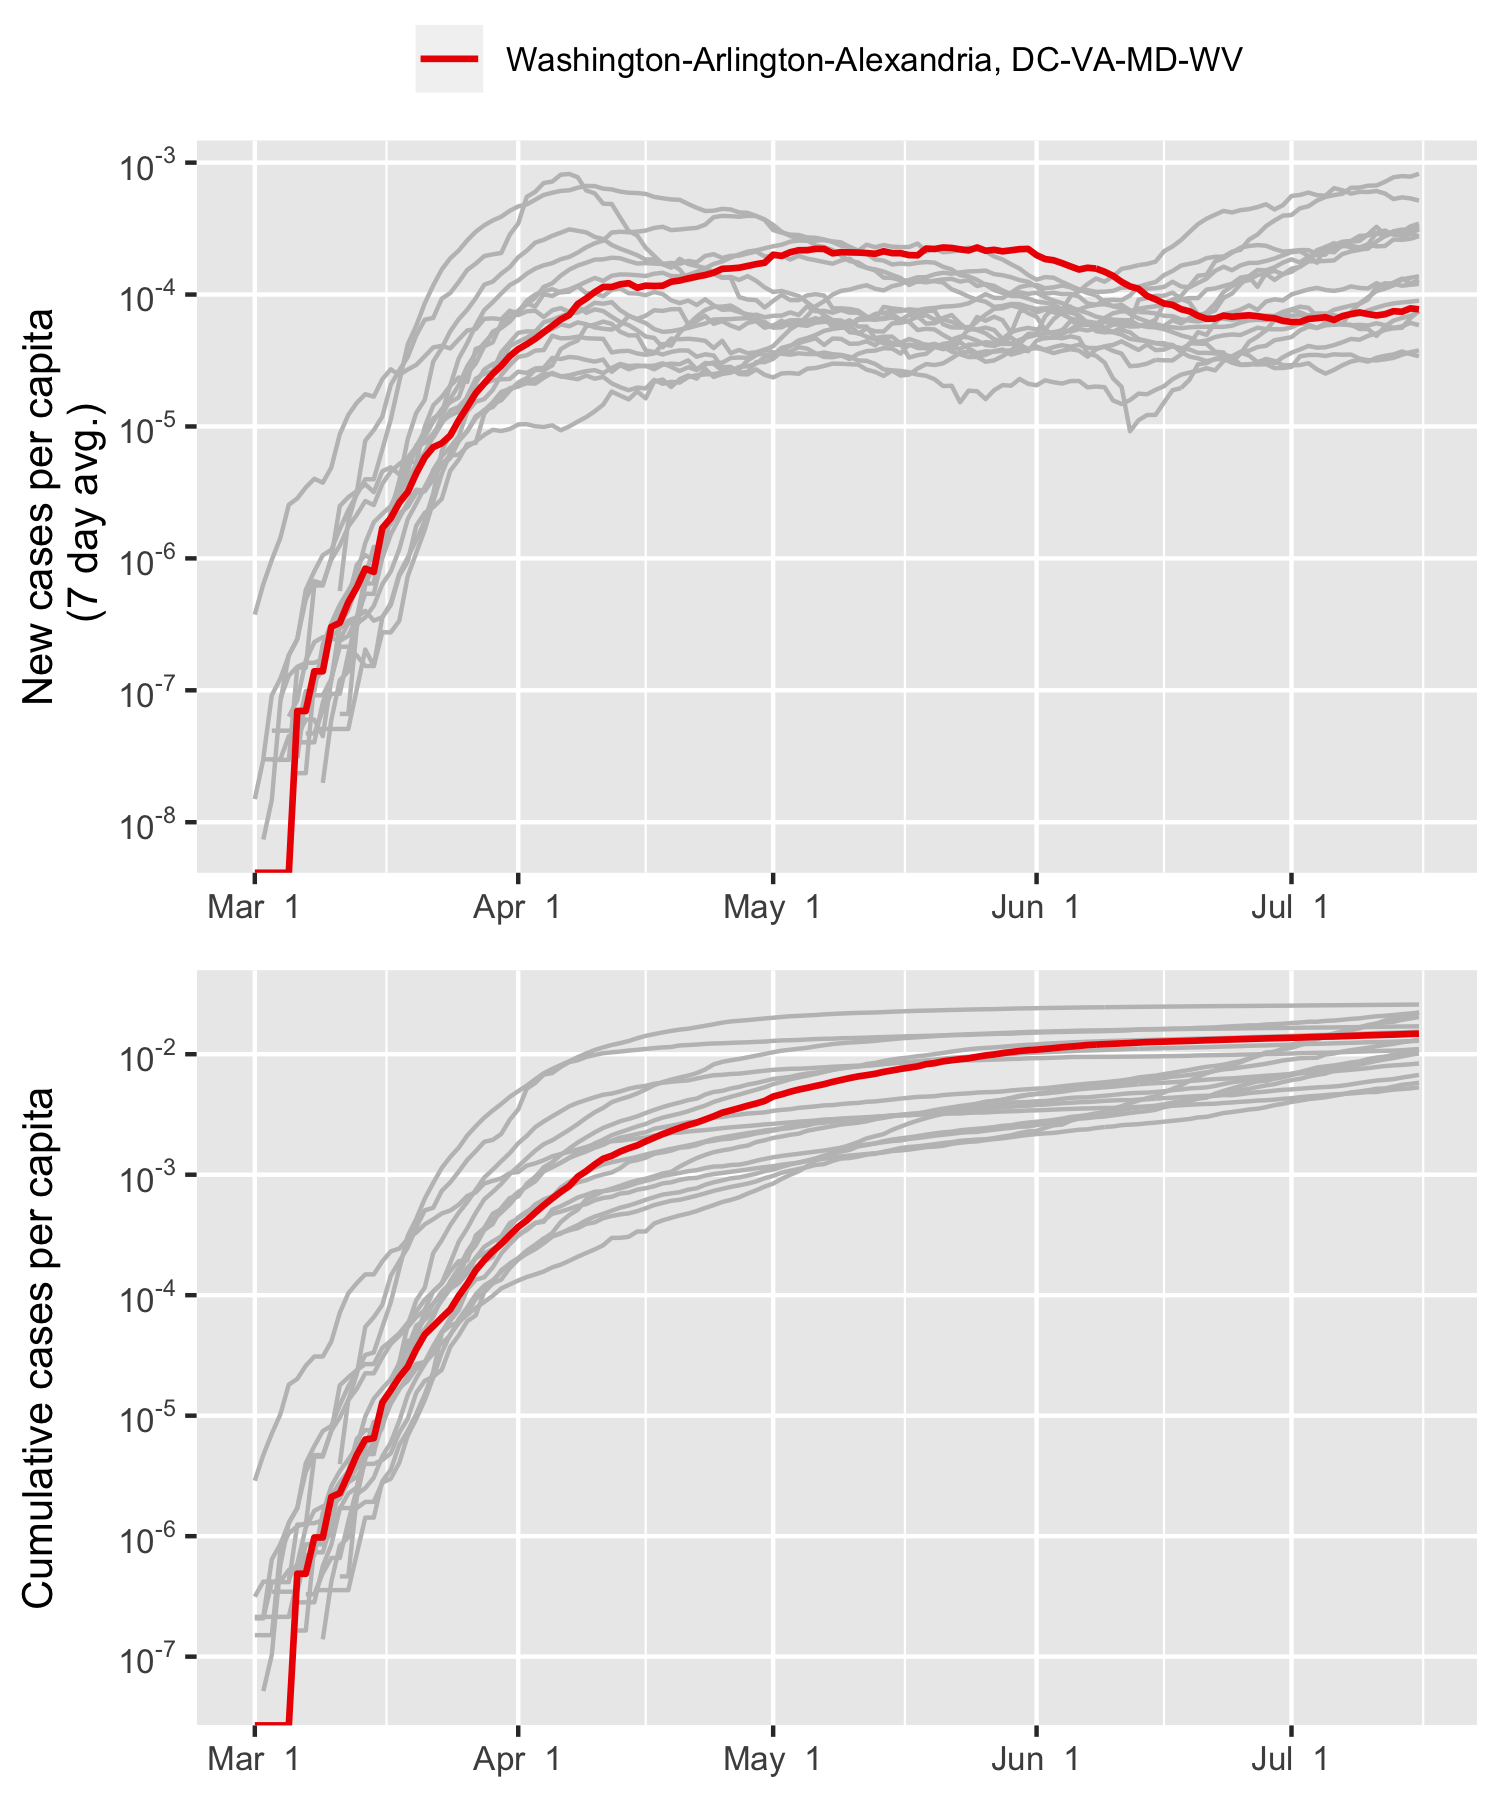 Washington-Arlington-Alexandria, DC-VA-MD-WV
New cases per capita
(7 day avg.)
10-3
10-4
10-5
10-6
10-7
10-8
Mar 1 Apr 1 May 1 Jun 1 Jul 1
Cumulative cases per capita
10-2
10-3
10-4
10-5
10-6
10-7
Mar 1 Apr 1 May 1 Jun 1 Jul 1